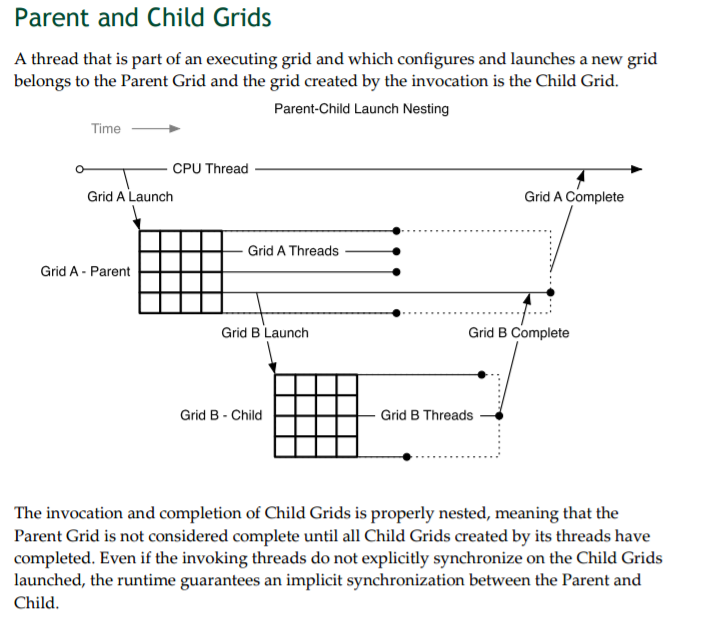 Parent and Child Grids
A thread that is part of an executing grid and which configures and launches a new grid
belongs to the Parent Grid and the grid created by the invocation is the Child Grid.
Parent-Child Launch Nesting
Time
CPU Thread
Grid A Launch
Grid A Complete
Grid A Threads
Grid A - Parent
Grid B Launch
Grid B Complete
Grid B - Child
Grid B Threads
The invocation and completion of Child Grids is properly nested, meaning that the
Parent Grid is not considered complete until all Child Grids created by its threads have
completed. Even if the invoking threads do not explicitly synchronize on the Child Grids
launched, the runtime guarantees an implicit synchronization between the Parent and
Child.